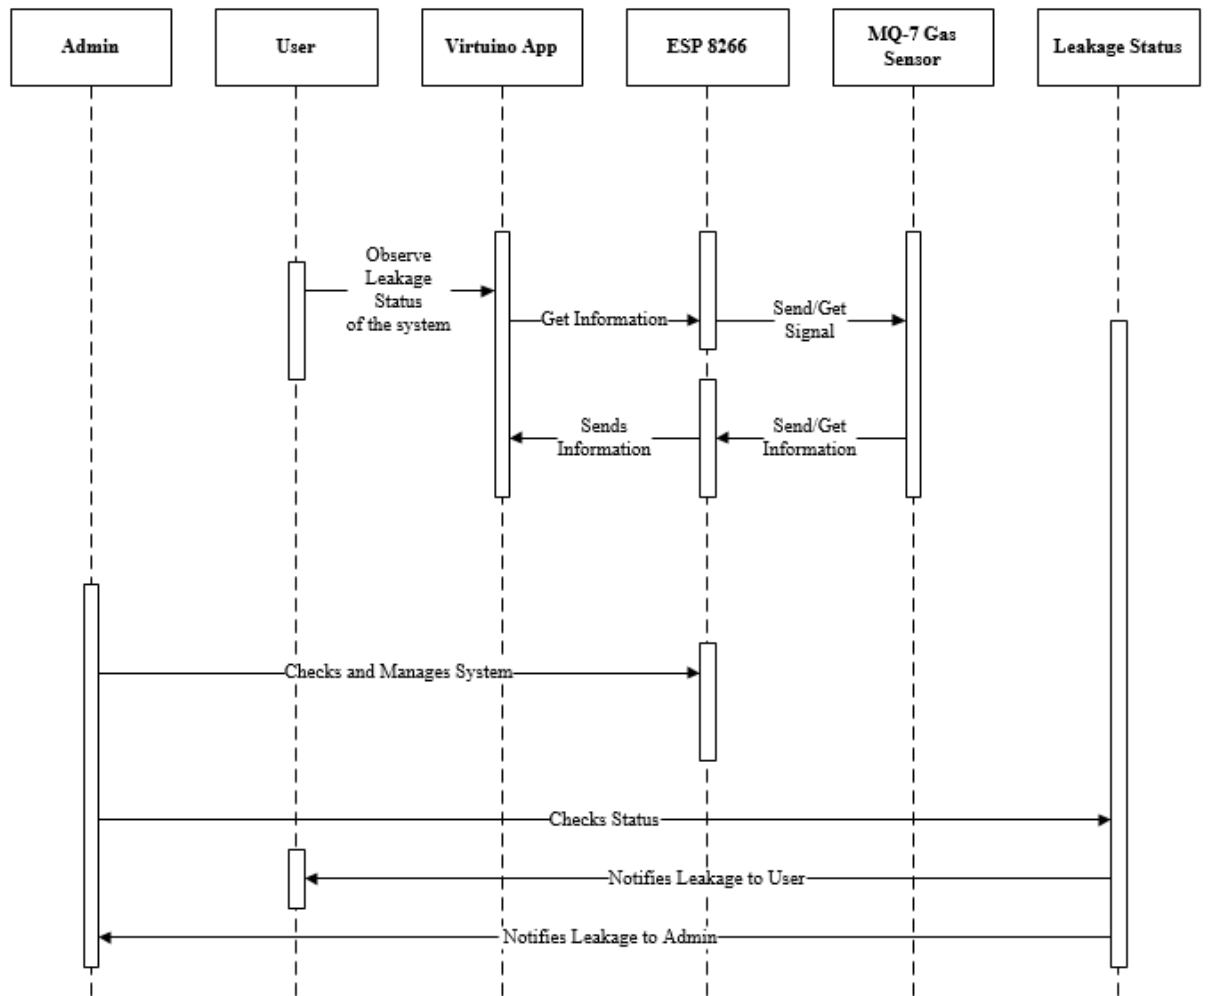 Admin
User
Virtuino App
ESP 8266
MQ-7 Gas
Sensor
Leakage Status
Observe
Leakage
Status
of the system
Get Information
Send/Get
Signal
Sends
Information
Send/Get
Information
Checks and Manages System
Checks Status
Notifies Leakage to User
Notifies Leakage to Admin